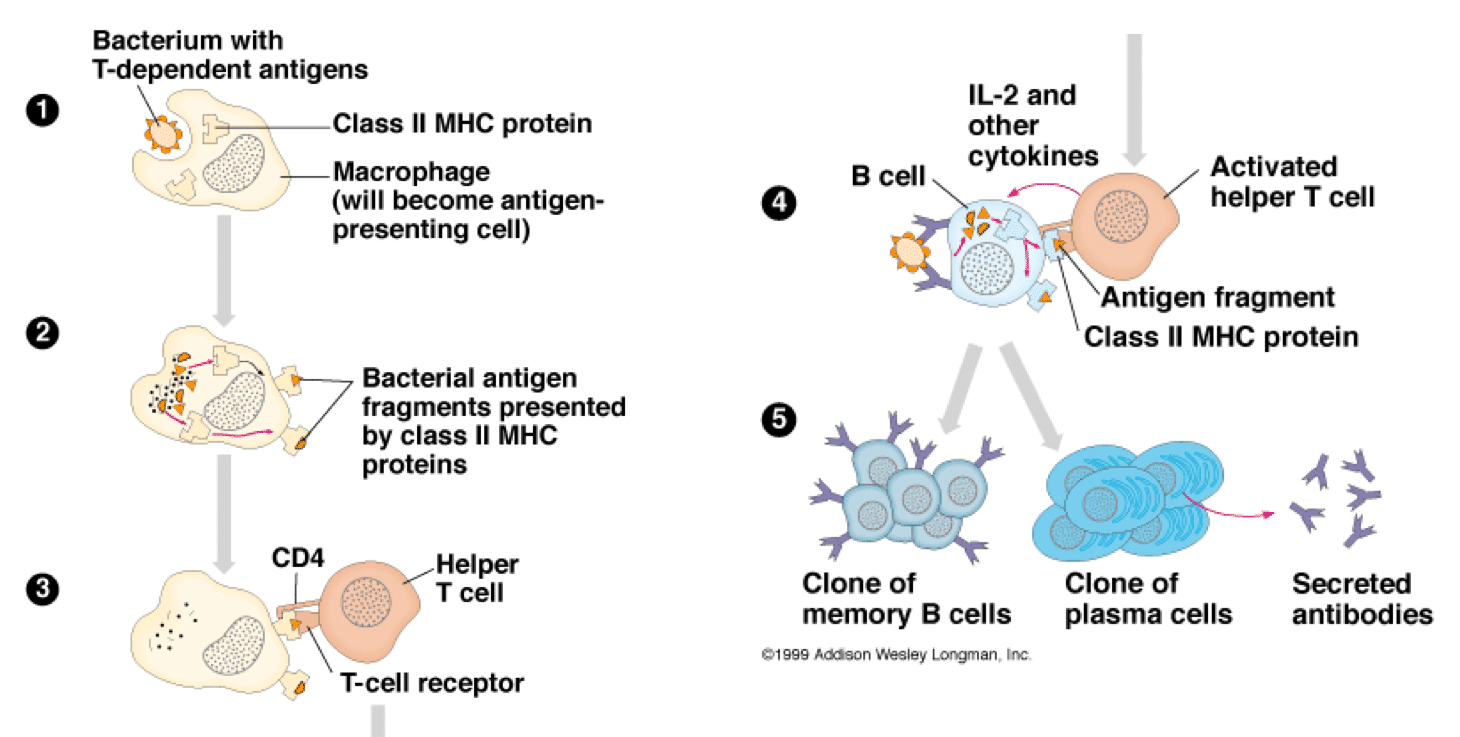 Bacterium with
T-dependent antigens
1
Class II MHC protein
Macrophage
(will become antigen-
presenting cell)
2
Bacterial antigen
fragments presented
by class II MHC
proteins
3
CD4
Helper
T cell
T-cell receptor
IL-2 and
other
cytokines
B cell
4
Activated
helper T cell
Antigen fragment
Class II MHC protein
5
Clone of
memory B cells
Clone of
plasma cells
Secreted
antibodies
©1999 Addison Wesley Longman, Inc.